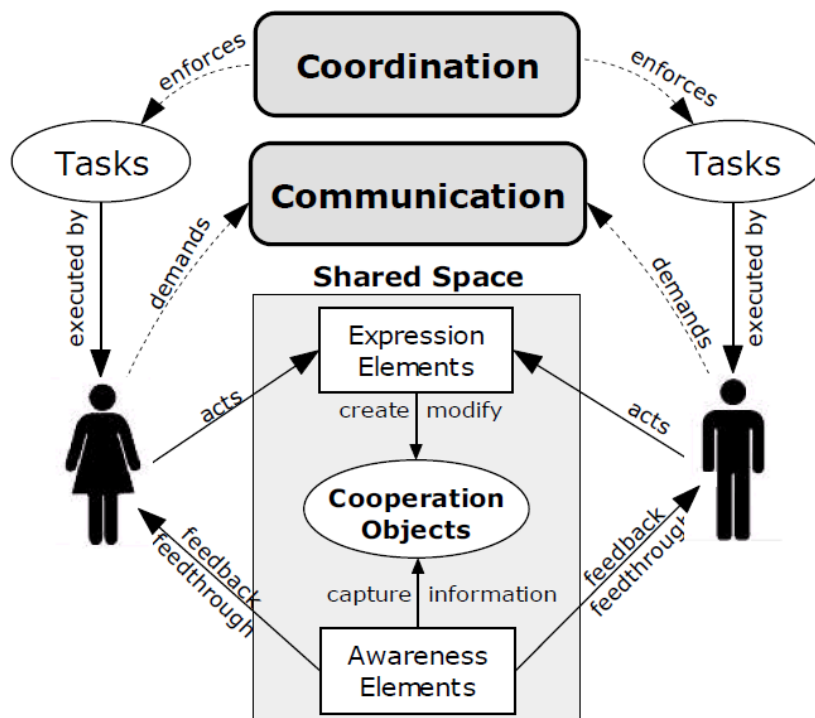 Coordination
enforces
enforces
Tasks
Tasks
Communication
executed by
demands
demands
executed by
Shared Space
Expression
Elements
acts
acts
create modify
Cooperation
Objects
feedback
feedthrough
feedback
feedthrough
capture information
Awareness
Elements